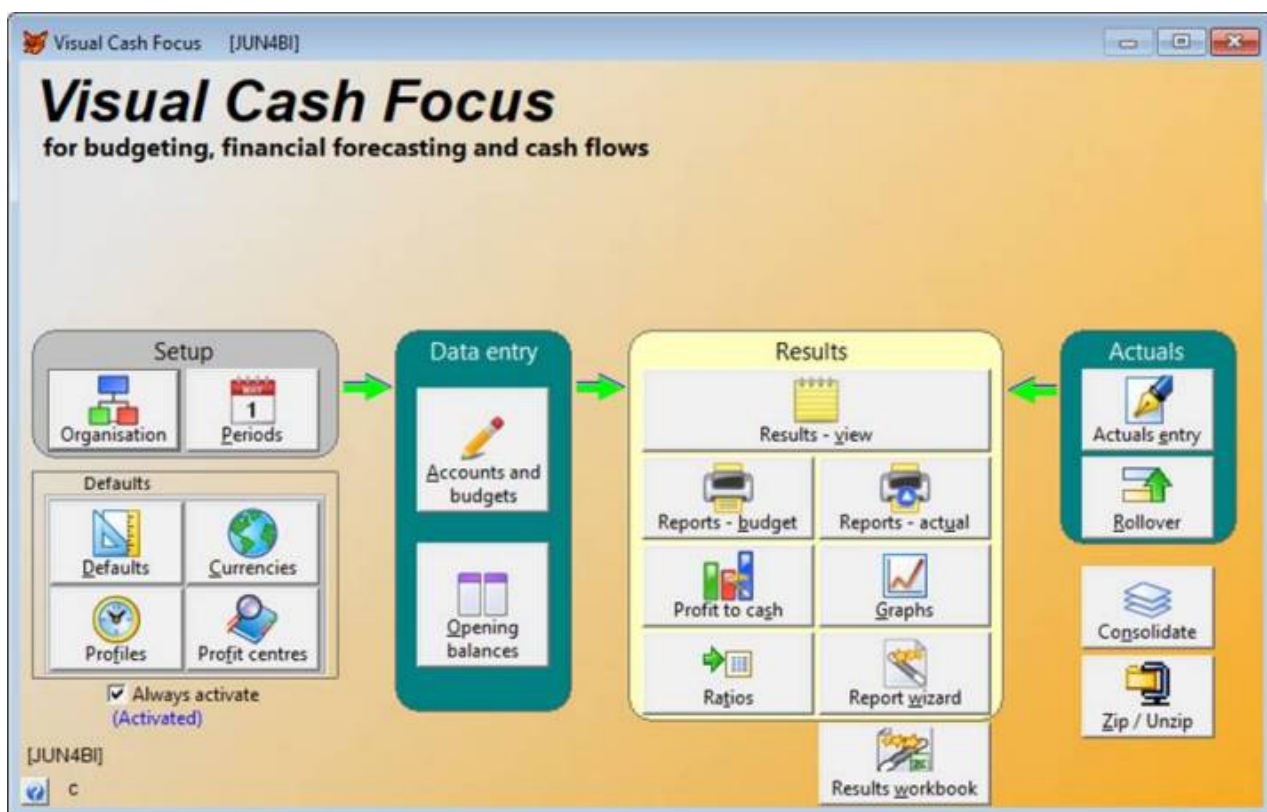 Visual Cash Focus [JUN4BI]
Visual Cash Focus
for budgeting, financial forecasting and cash flows
Setup
Organisation
Periods
Defaults
Defaults
Currencies
Profiles
Profit centres
Always activate
(Activated)
[JUN4BI]
C
Data entry
Accounts and
budgets
Opening
balances
Results
Results - view
Reports - budget
Reports - actual
Profit to cash
Graphs
Ratios
Report wizard
Results workbook
Actuals
Actuals entry
Rollover
Consolidate
Zip / Unzip
MAY
1